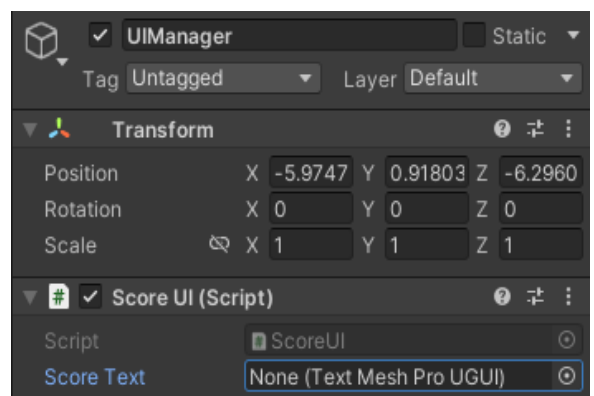 UIManager Static
Tag Untagged Layer Default
Transform
Position X -5.9747 Y 0.91803 Z -6.2960
Rotation X 0 Y 0 Z 0
Scale X 1 Y 1 Z 1
# Score UI (Script)
Script # ScoreUI
Score Text None (Text Mesh Pro UGUI)